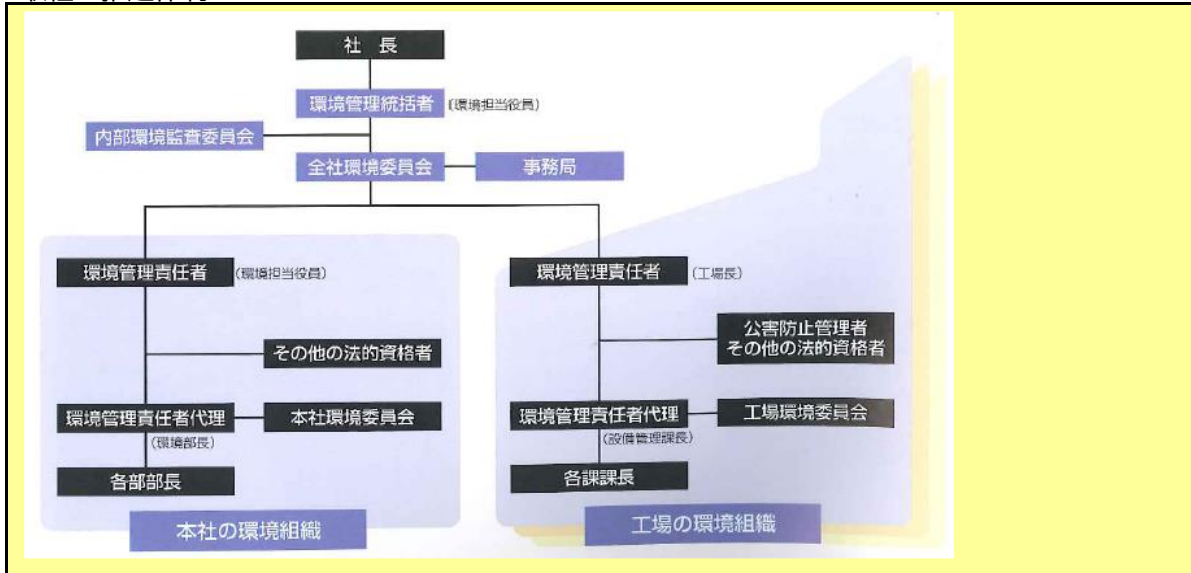 社長
環境管理統括者 (環境担当役員)
内部環境監査委員会
全社環境委員会 事務局
環境管理責任者 (環境担当役員)
その他の法的資格者
環境管理責任者代理 本社環境委員会
(環境部長)
各部部長
本社の環境組織
環境管理責任者 (工場長)
公害防止管理者
その他の法的資格者
環境管理責任者代理 工場環境委員会
(設備管理課長)
各課課長
工場の環境組織